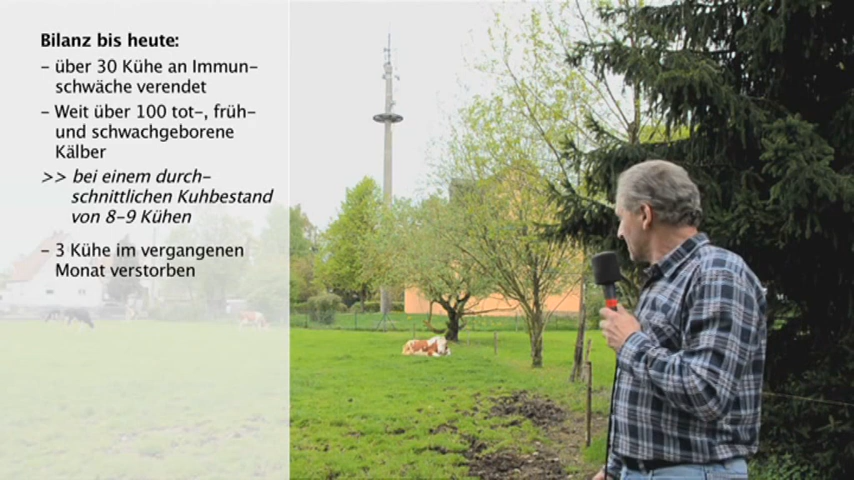 Bilanz bis heute:
- über 30 Kühe an Immun-
schwäche verendet
- Weit über 100 tot-, früh-
und schwachgeborene
Kälber
>> bei einem durch-
schnittlichen Kuhbestand
von 8-9 Kühen
- 3 Kühe im vergangenen
Monat verstorben